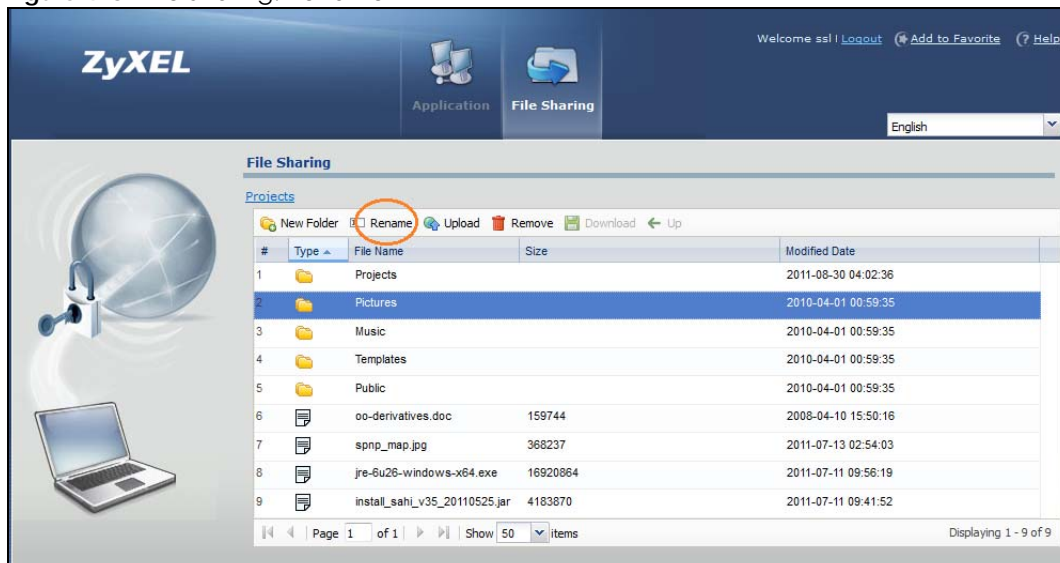 ZyXEL
Welcome ssl | Logout Add to Favorite ? Help
Application File Sharing
English
File Sharing
Projects
New Folder Rename Upload Remove Download Up
# Type File Name Size Modified Date
1 Projects 2011-08-30 04:02:36
2 Pictures 2010-04-01 00:59:35
3 Music 2010-04-01 00:59:35
4 Templates 2010-04-01 00:59:35
5 Public 2010-04-01 00:59:35
6 oo-derivatives.doc 159744 2008-04-10 15:50:16
7 spnp_map.jpg 368237 2011-07-13 02:54:03
8 jre-6u26-windows-x64.exe 16920864 2011-07-11 09:56:19
9 install_sahi_v35_20110525.jar 4183870 2011-07-11 09:41:52
Page 1 of 1 Show 50 items Displaying 1 - 9 of 9